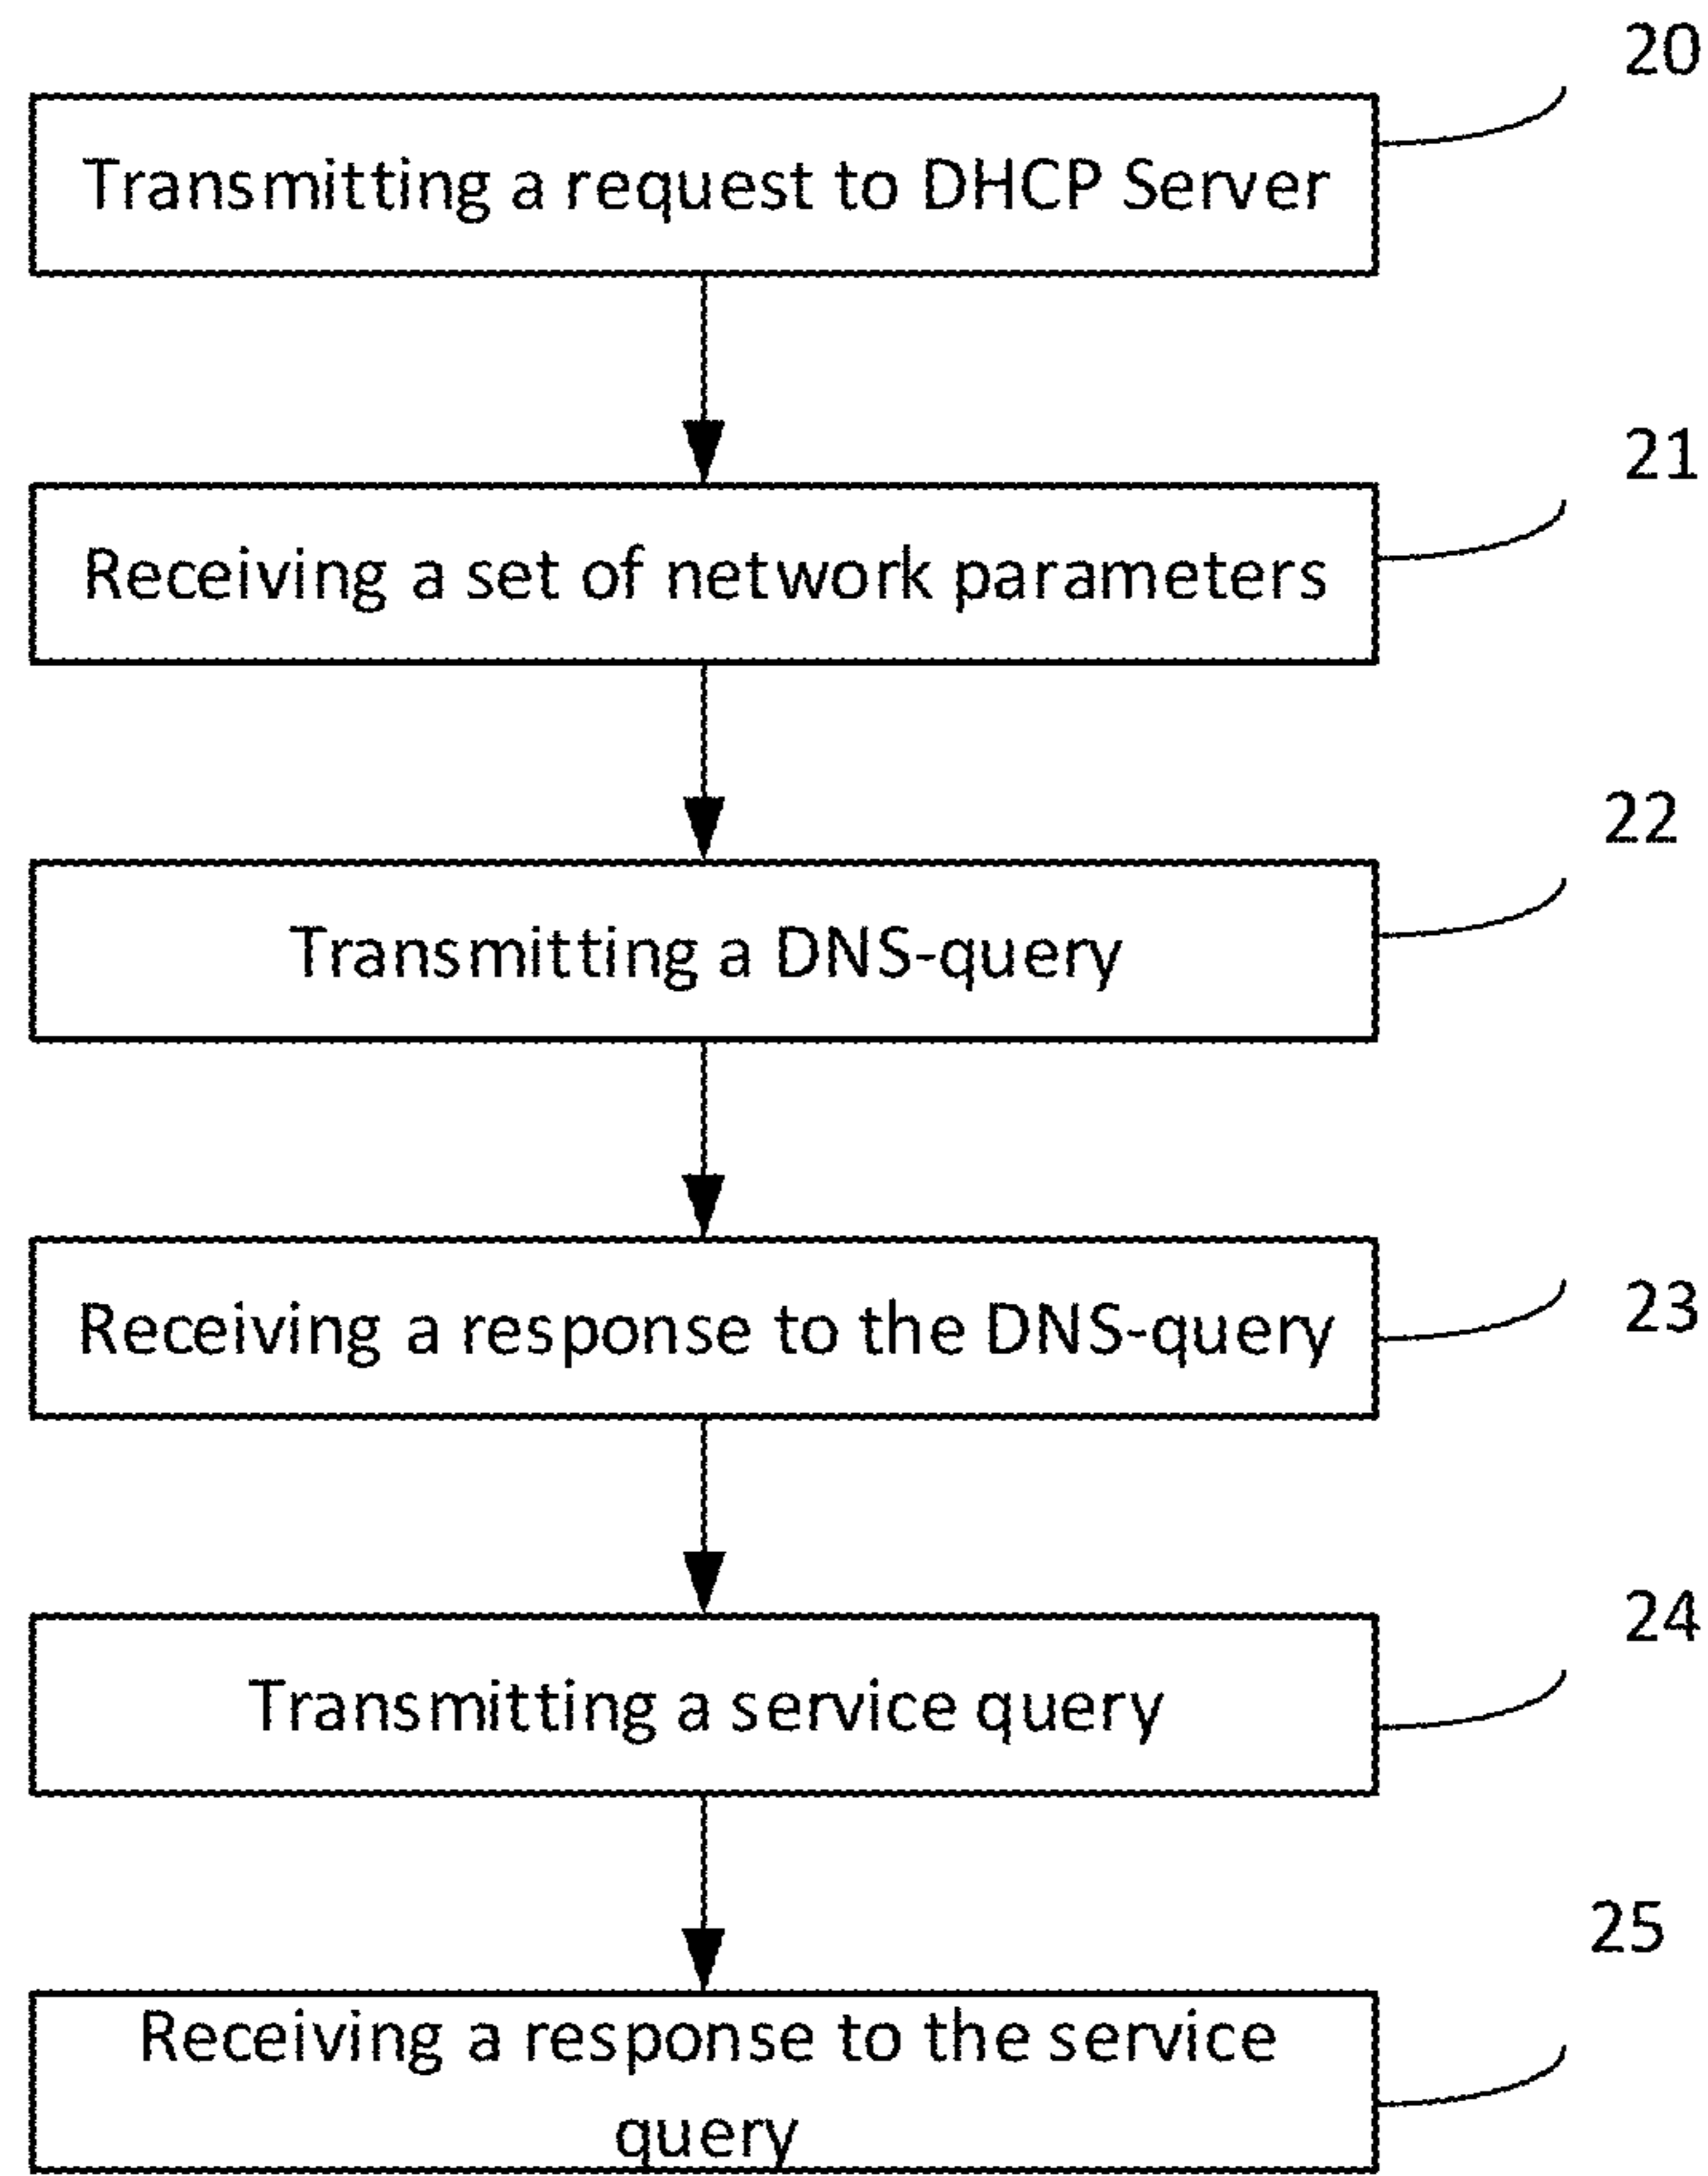 20
Transmitting a request to DHCP Server
21
Receiving a set of network parameters
22
Transmitting a DNS-query
23
Receiving a response to the DNS-query
24
Transmitting a service query
25
Receiving a response to the service
query